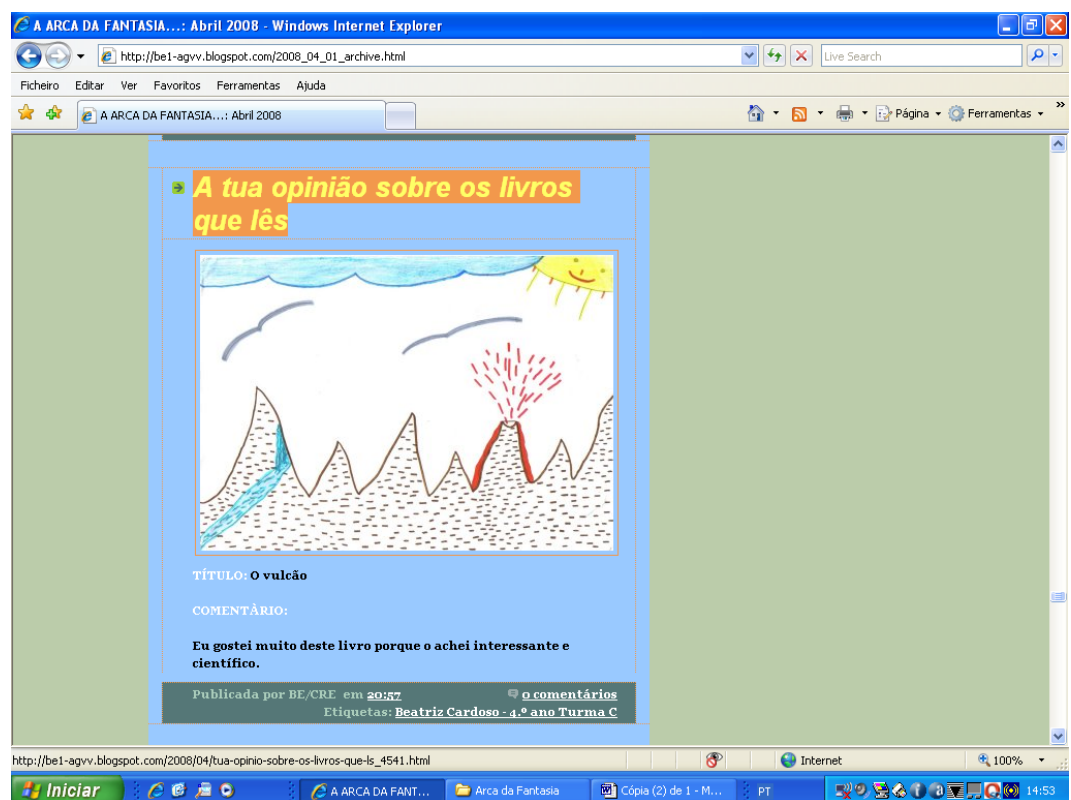 A ARCA DA FANTASIA...: Abril 2008 - Windows Internet Explorer
http://be1-agvv.blogspot.com/2008_04_01_archive.html
Live Search
Ficheiro Editar Ver Favoritos Ferramentas Ajuda
A ARCA DA FANTASIA...: Abril 2008
Página Ferramentas
A tua opinião sobre os livros
que lês
TÍTULO: O vulcão
COMENTÀRIO:
Eu gostei muito deste livro porque o achei interessante e
científico.
Publicada por BE/CRE em 20:57 0 comentários
Etiquetas: Beatriz Cardoso - 4.º ano Turma C
http://be1-agvv.blogspot.com/2008/04/tua-opinio-sobre-os-livros-que-ls_4541.html Internet 100%
Iniciar A ARCA DA FANT... Arca da Fantasia Cópia (2) de 1 - M... PT 14:53